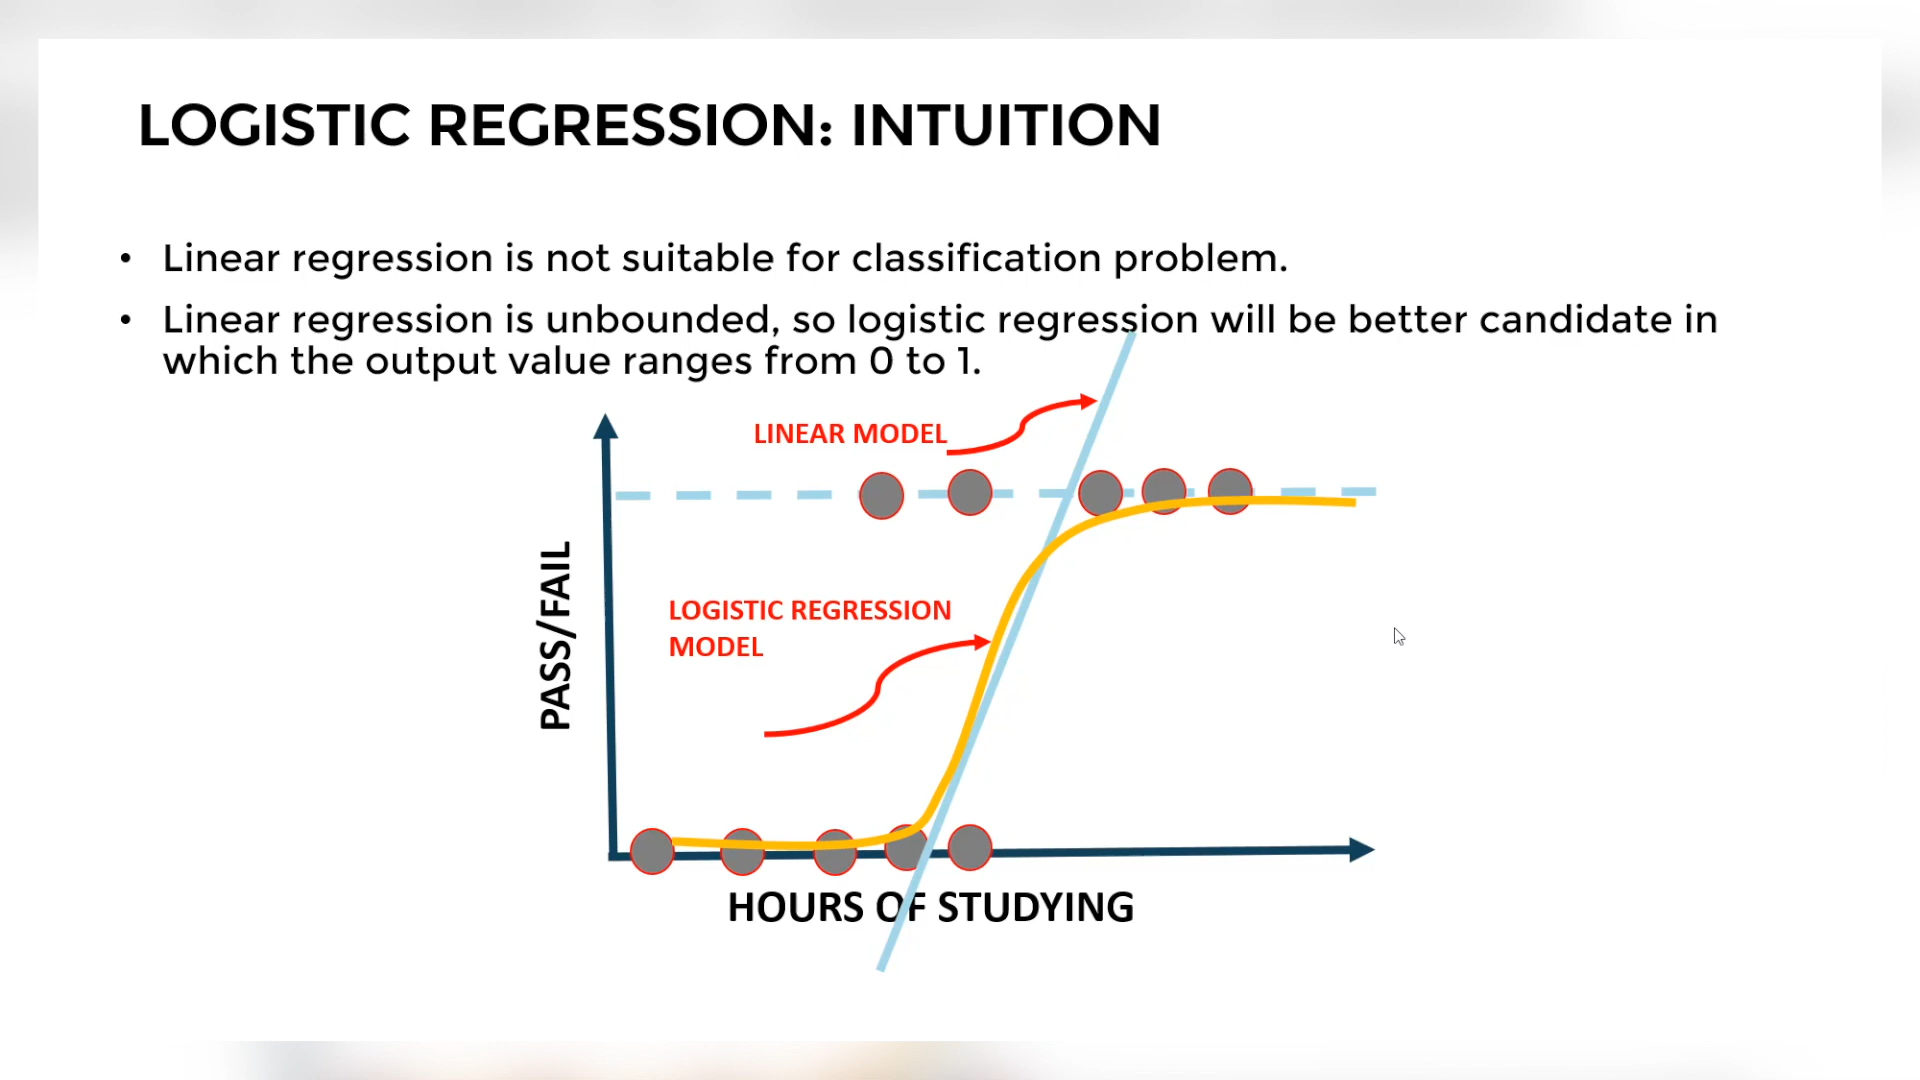 LOGISTIC REGRESSION: INTUITION
• Linear regression is not suitable for classification problem.
• Linear regression is unbounded, so logistic regression will be better candidate in
which the output value ranges from 0 to 1.
LINEAR MODEL
LOGISTIC REGRESSION
MODEL
PASS/FAIL
HOURS OF STUDYING